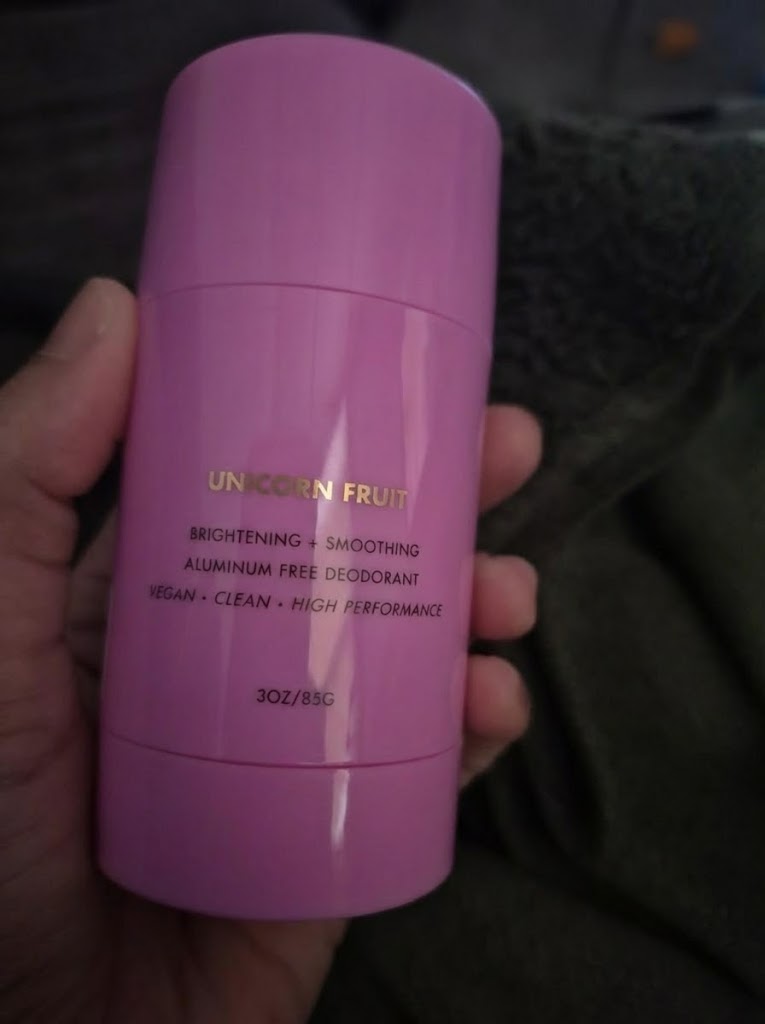 UNICORN FRUIT
BRIGHTENING + SMOOTHING
ALUMINUM FREE DEODORANT
VEGAN • CLEAN • HIGH PERFORMANCE
3OZ/85G